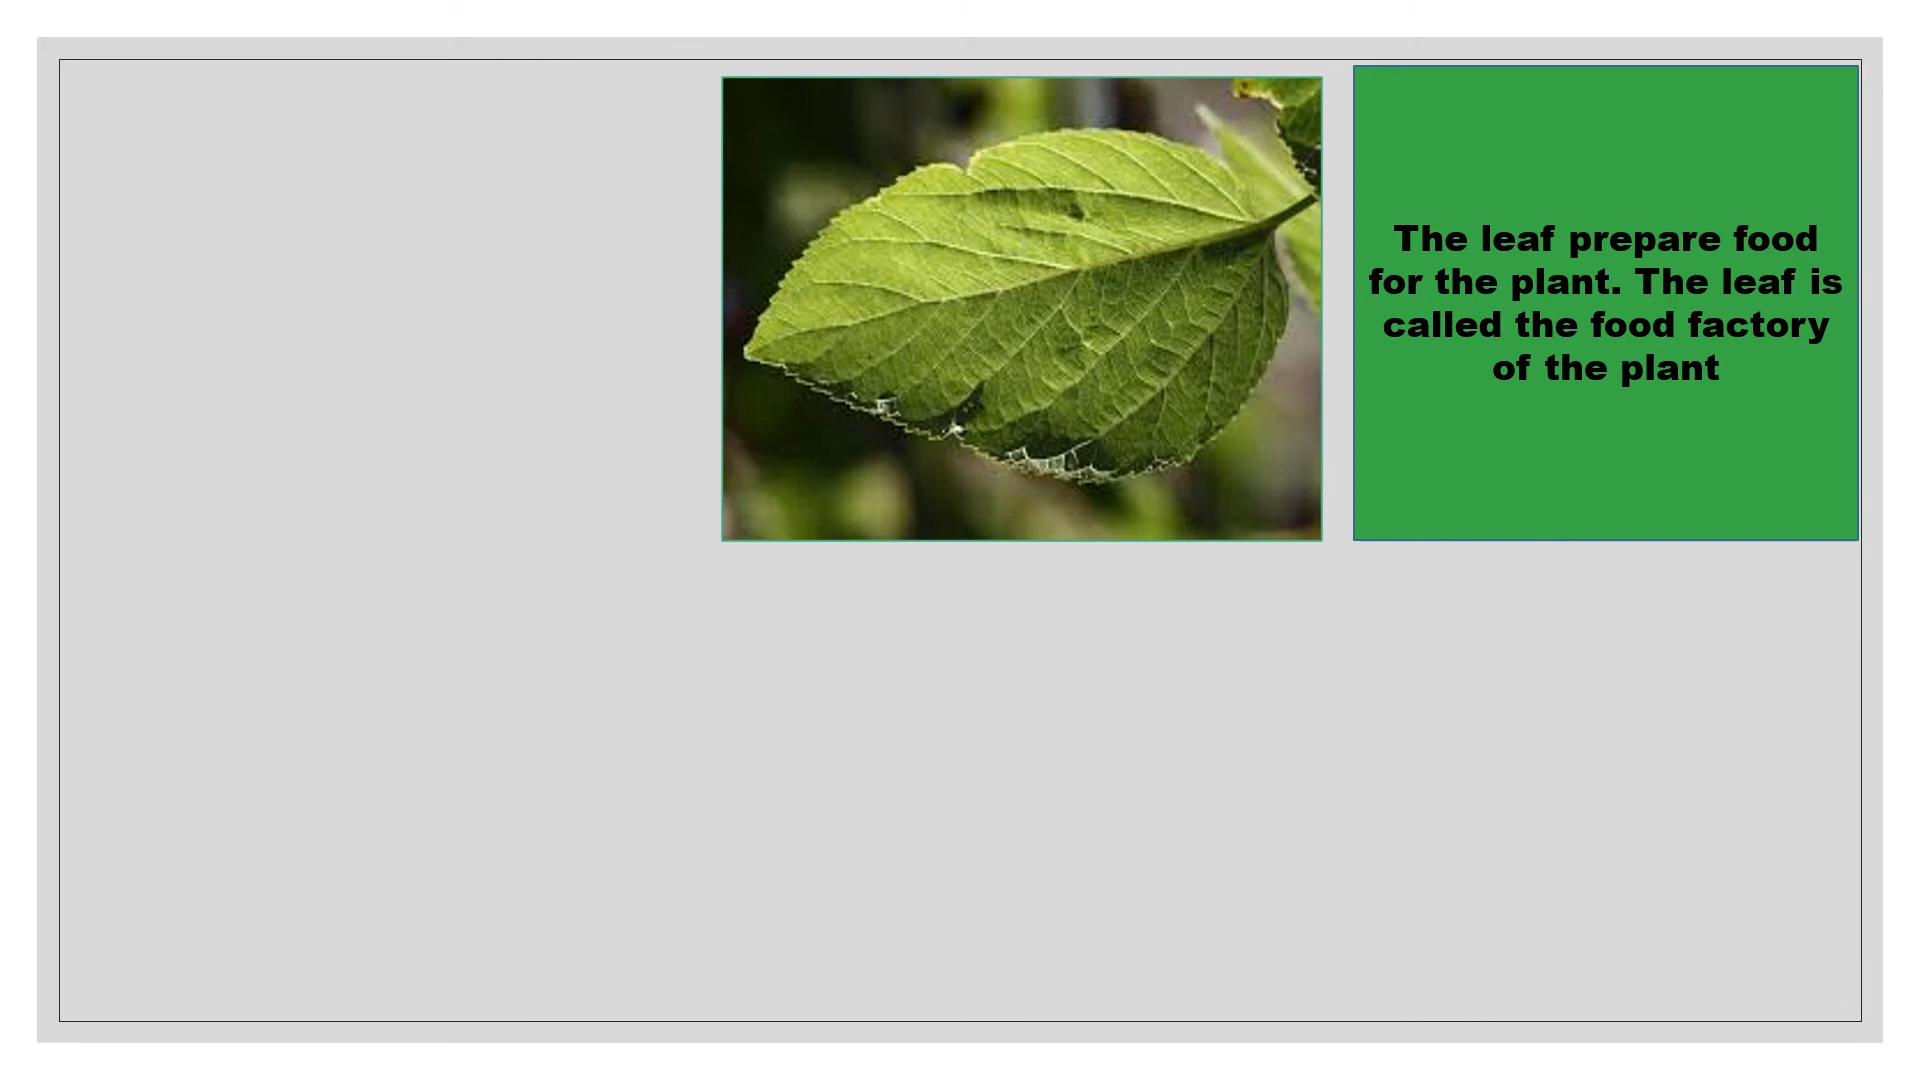 The leaf prepare food
for the plant. The leaf is
called the food factory
of the plant